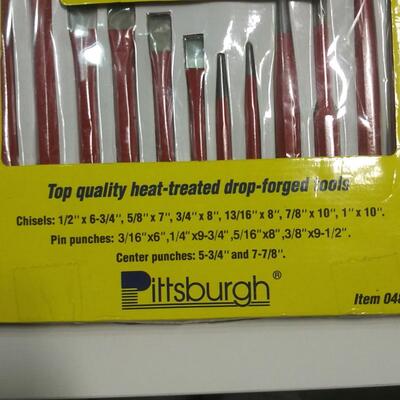 Top quality heat-treated drop-forged tools
Chisels: 1/2" x 6-3/4", 5/8" x 7", 3/4" x 8", 13/16" x 8", 7/8" x 10", 1" x 10".
Pin punches: 3/16"x6",1/4"x9-3/4",5/16"x8",3/8"x9-1/2".
Center punches: 5-3/4" and 7-7/8".
Pittsburgh®
Item 048